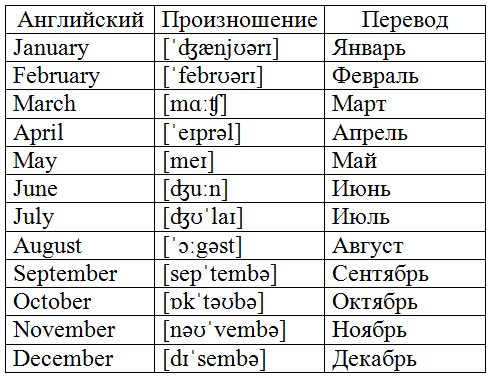 Английский Произношение Перевод
January [ˈʤænjʊərɪ] Январь
February [ˈfebrʊərɪ] Февраль
March [mɑːʧ] Март
April [ˈeɪprəl] Апрель
May [meɪ] Май
June [ʤuːn] Июнь
July [ʤʊˈlaɪ] Июль
August [ˈɔːgəst] Август
September [sepˈtembə] Сентябрь
October [ɒkˈtəʊbə] Октябрь
November [nəʊˈvembə] Ноябрь
December [dɪˈsembə] Декабрь